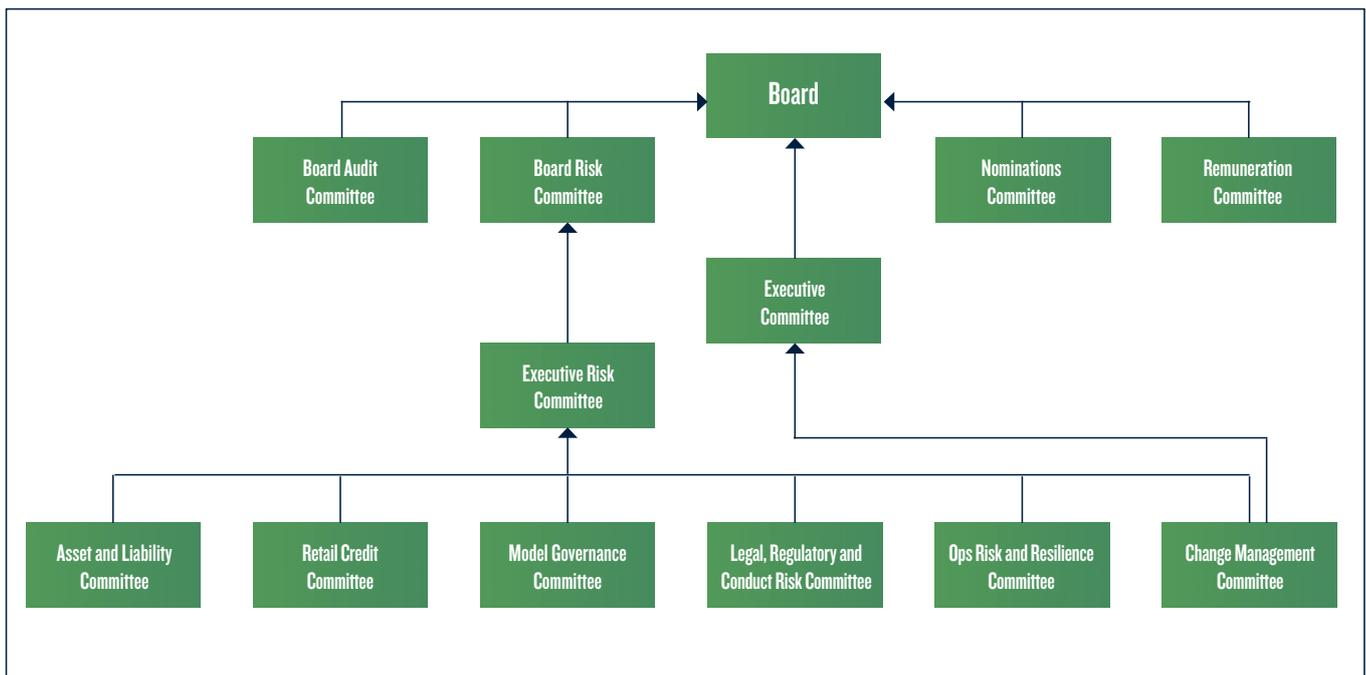 Board
Board Audit
Committee
Board Risk
Committee
Nominations
Committee
Remuneration
Committee
Executive
Committee
Executive Risk
Committee
Asset and Liability
Committee
Retail Credit
Committee
Model Governance
Committee
Legal, Regulatory and
Conduct Risk Committee
Ops Risk and Resilience
Committee
Change Management
Committee